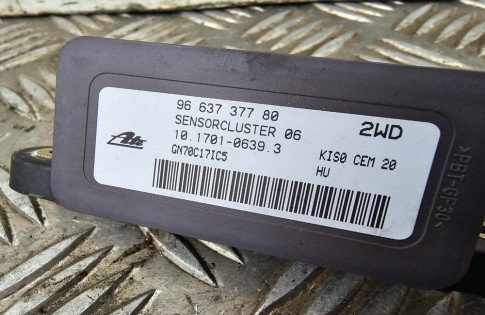 96 637 377 80
SENSORCLUSTER 06
2WD
Ate
10.1701-0639.3
GN70C17IC5
KIS0 CEM 20
HU
>PBT-GF30<